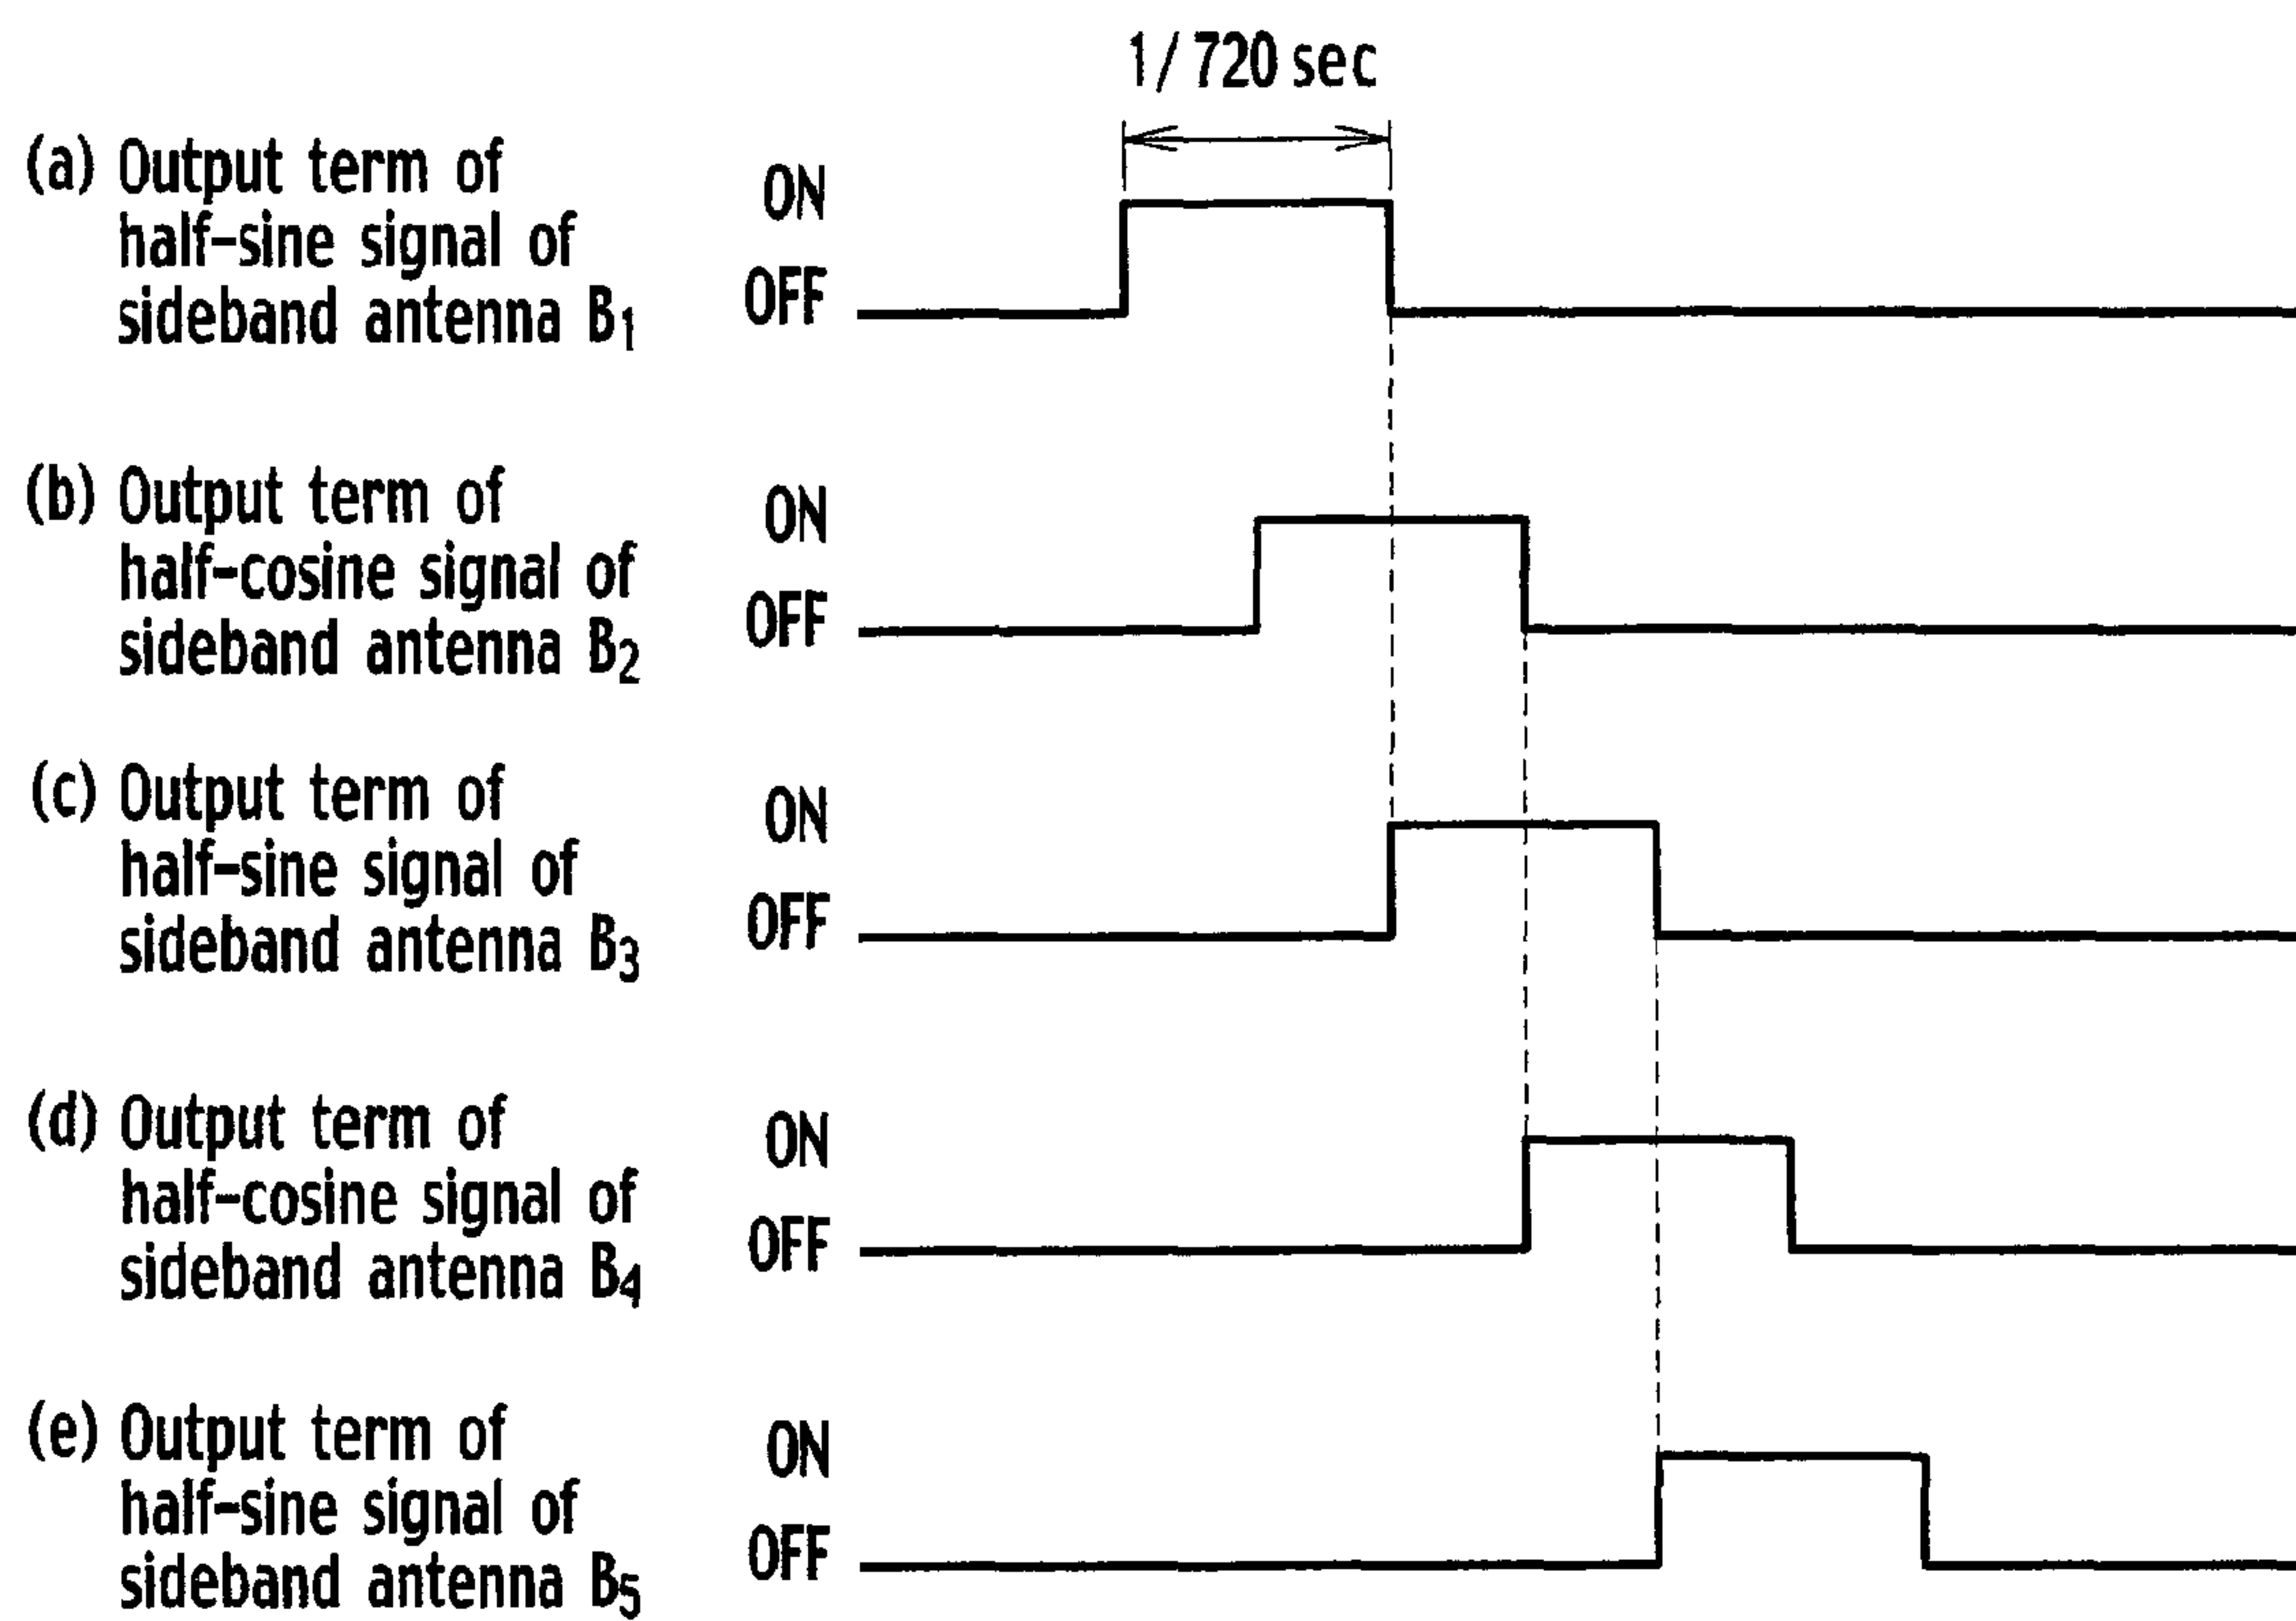 1/720 sec
(a) Output term of
half-sine signal of
sideband antenna B1
ON
OFF
(b) Output term of
half-cosine signal of
sideband antenna B2
ON
OFF
(c) Output term of
half-sine signal of
sideband antenna B3
ON
OFF
(d) Output term of
half-cosine signal of
sideband antenna B4
ON
OFF
(e) Output term of
half-sine signal of
sideband antenna B5
ON
OFF